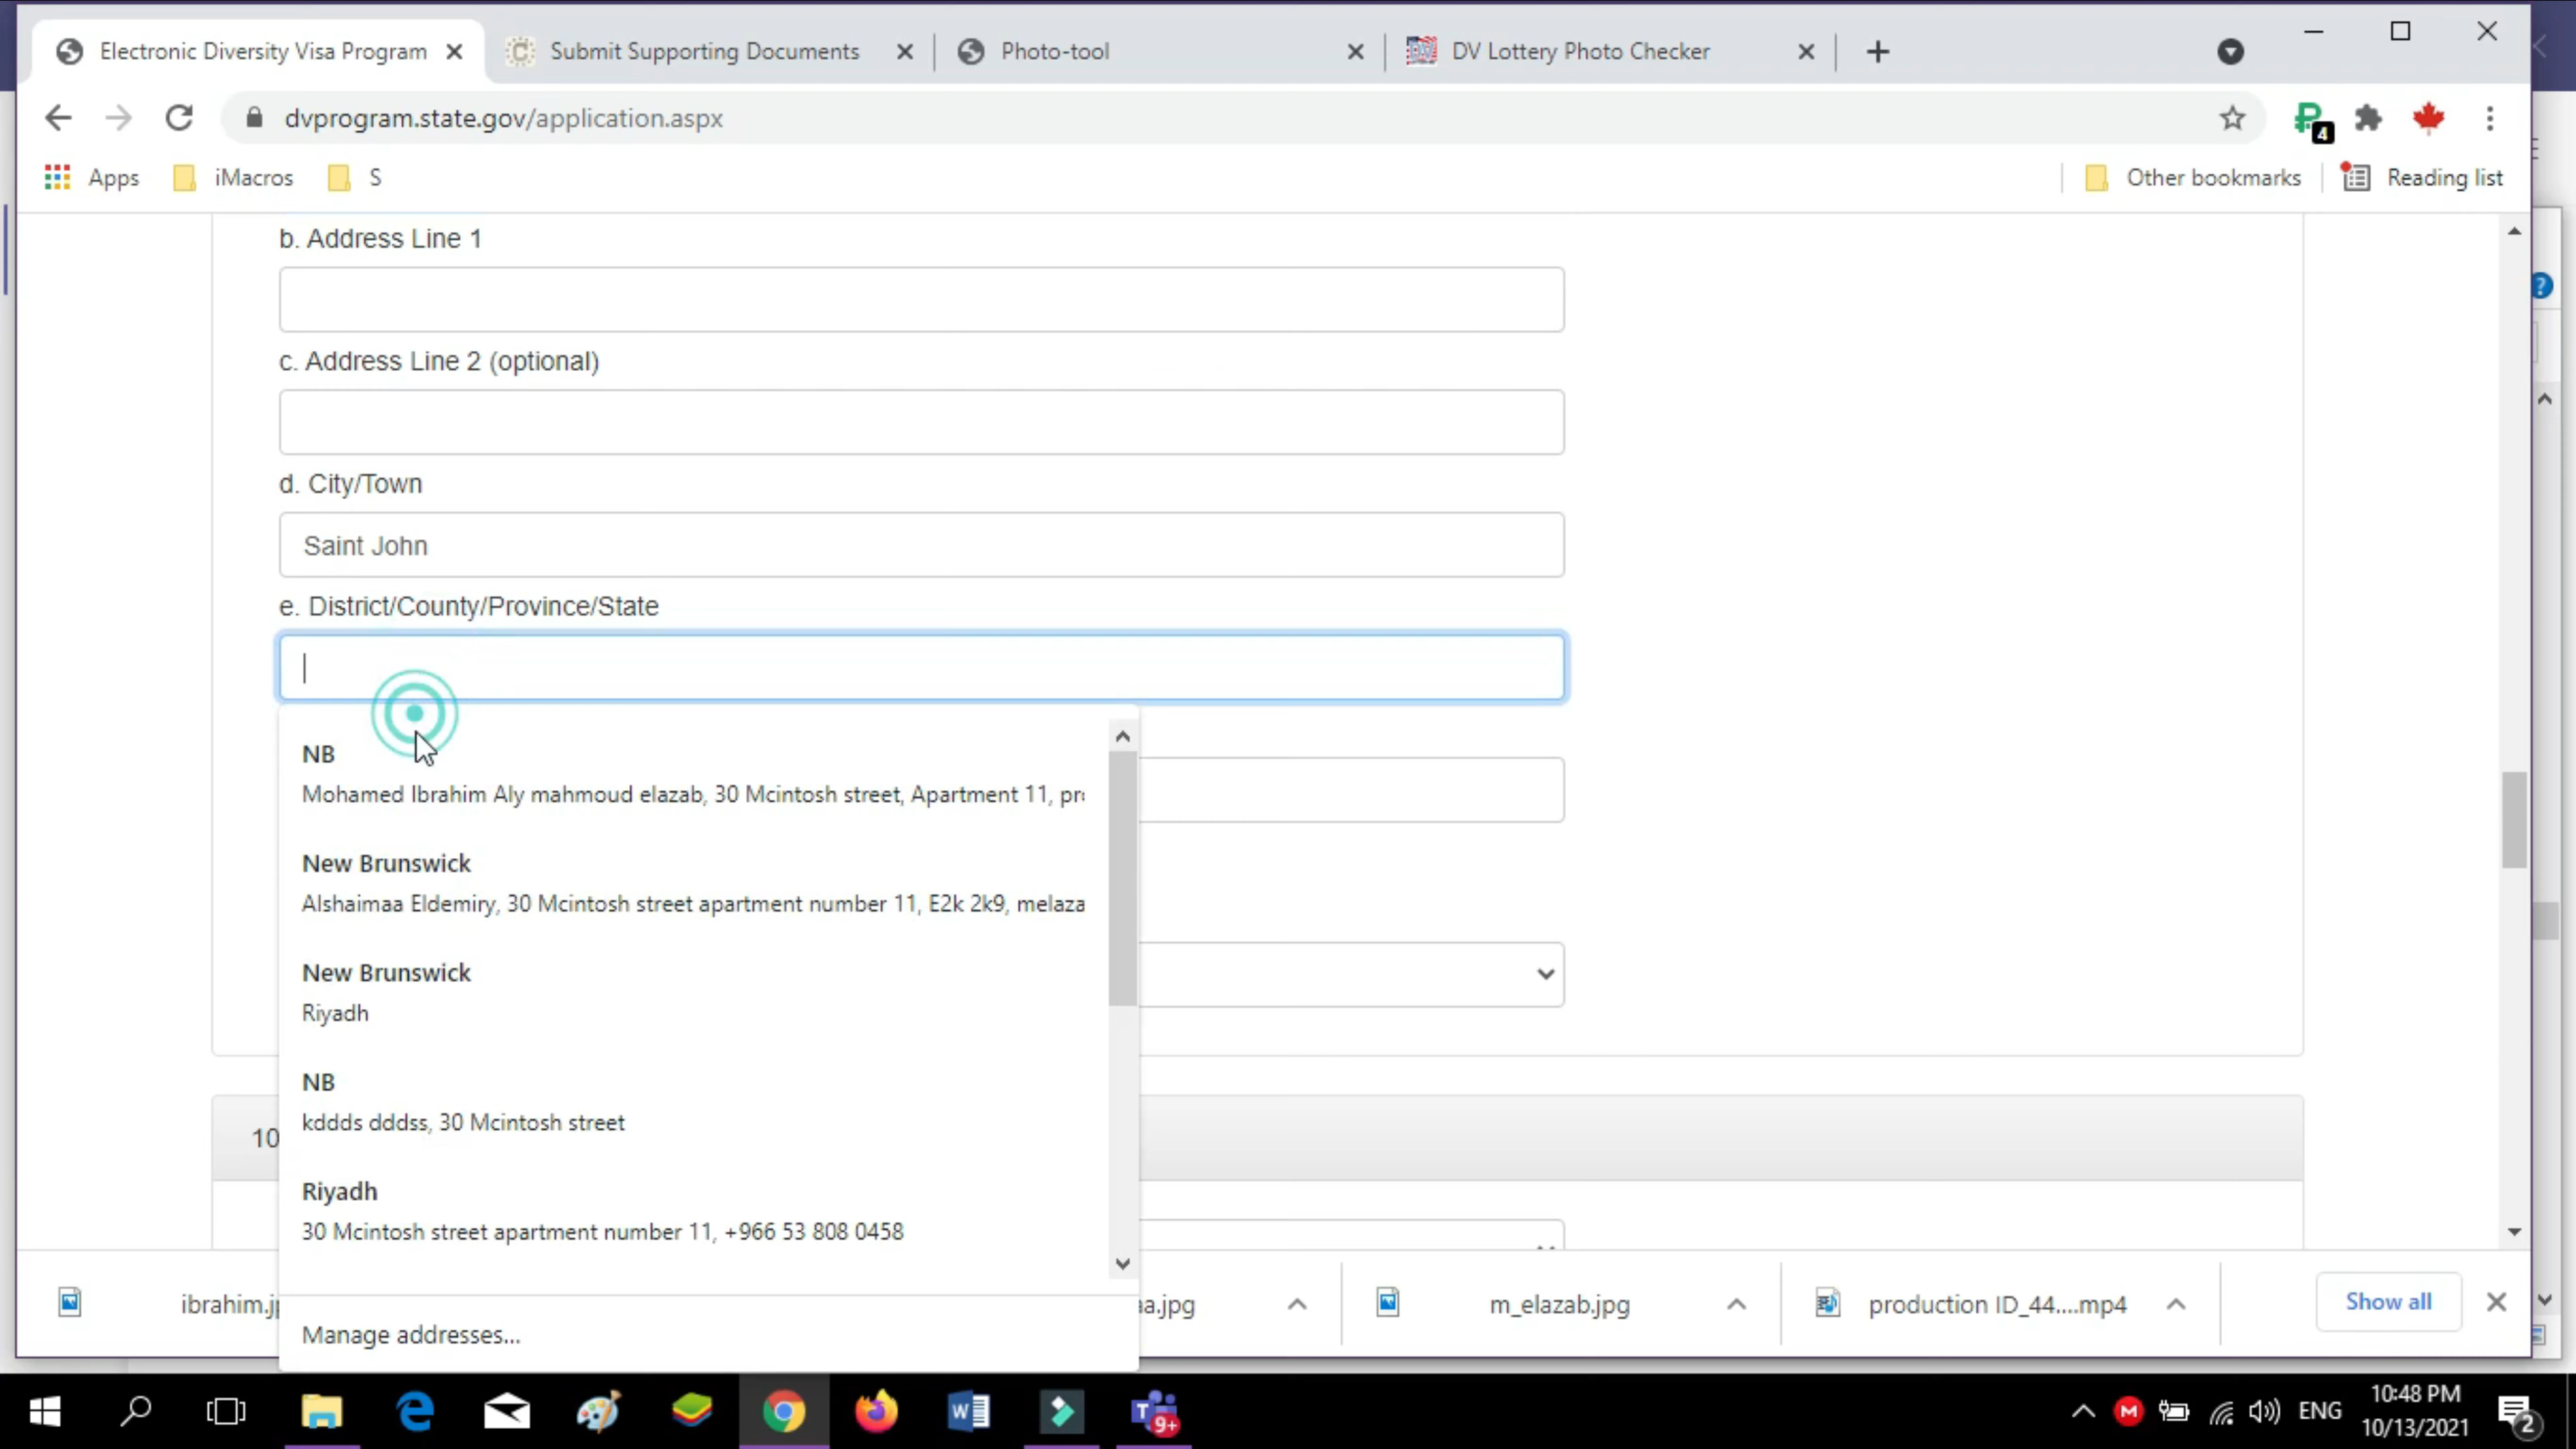 Electronic Diversity Visa Program
Submit Supporting Documents
Photo-tool
DV Lottery Photo Checker
dvprogram.state.gov/application.aspx
4
Apps
iMacros
S
Other bookmarks
Reading list
b. Address Line 1
c. Address Line 2 (optional)
d. City/Town
Saint John
e. District/County/Province/State
NB
Mohamed Ibrahim Aly mahmoud elazab, 30 Mcintosh street, Apartment 11, pr
New Brunswick
Alshaimaa Eldemiry, 30 Mcintosh street apartment number 11, E2k 2k9, melaza
New Brunswick
Riyadh
NB
kddds dddss, 30 Mcintosh street
10
Riyadh
30 Mcintosh street apartment number 11, +966 53 808 0458
Manage addresses...
ibrahim.j
a.jpg
m_elazab.jpg
production ID_44....mp4
Show all
ENG
10:48 PM
10/13/2021
2
9+